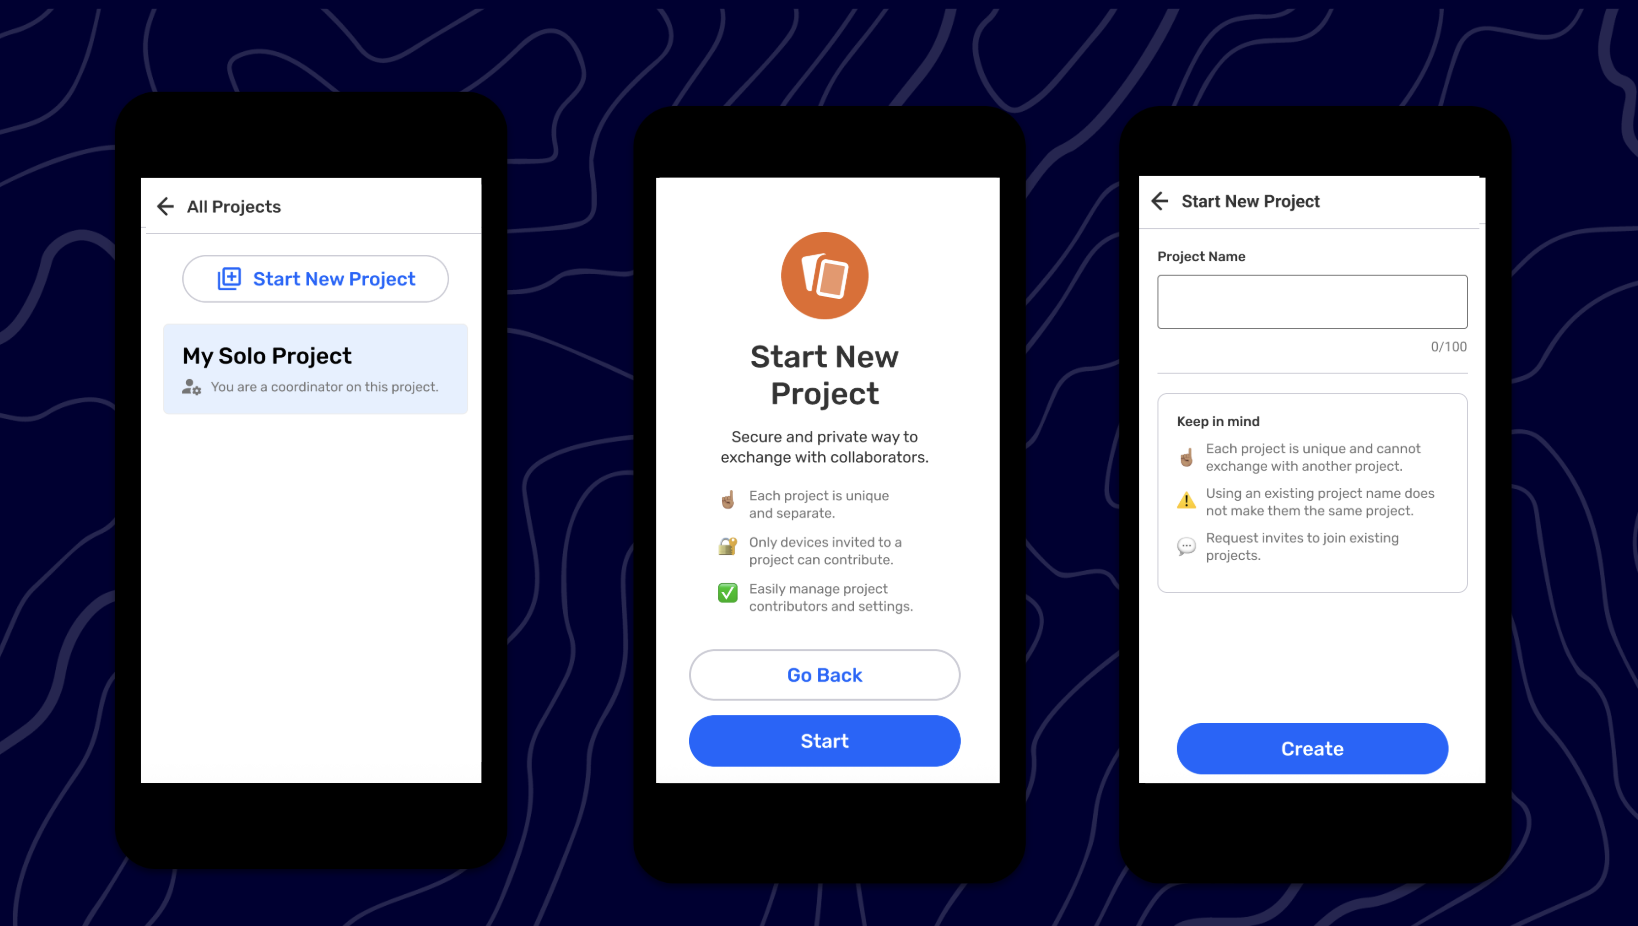 All Projects
Start New Project
My Solo Project
You are a coordinator on this project.
Start New
Project
Secure and private way to
exchange with collaborators.
Each project is unique
and separate.
Only devices invited to a
project can contribute.
Easily manage project
contributors and settings.
Go Back
Start
Start New Project
Project Name
0/100
Keep in mind
Each project is unique and cannot
exchange with another project.
Using an existing project name does
not make them the same project.
Request invites to join existing
projects.
Create